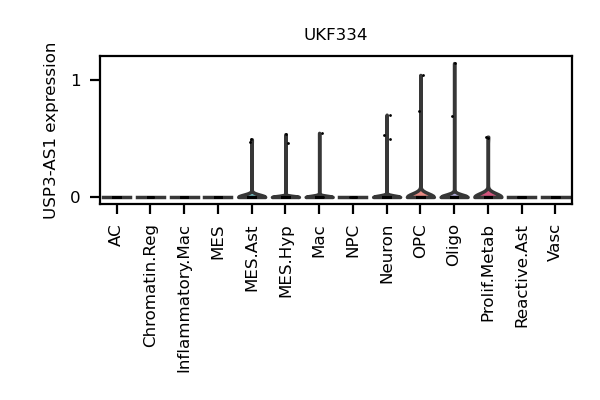 UKF334
USP3-AS1 expression
1
0
AC
Chromatin.Reg
Inflammatory.Mac
MES
MES.Ast
MES.Hyp
Mac
NPC
Neuron
OPC
Oligo
Prolif.Metab
Reactive.Ast
Vasc